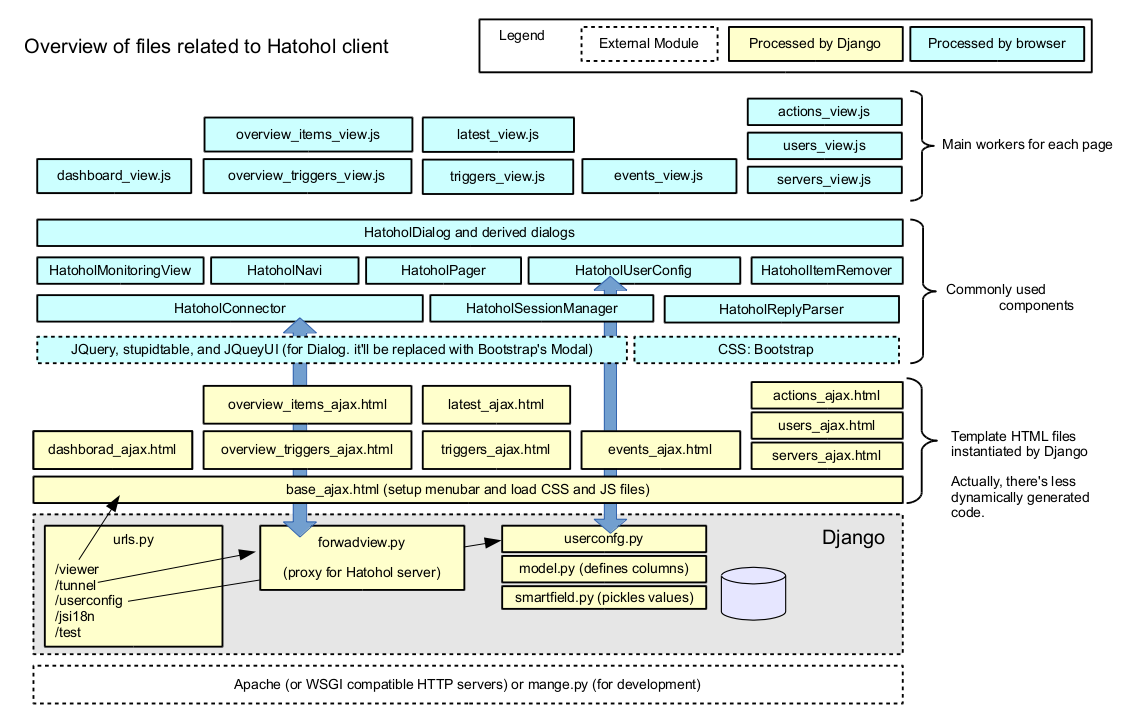 Overview of files related to Hatohol client
Legend
External Module
Processed by Django
Processed by browser
actions_view.js
overview_items_view.js
latest_view.js
users_view.js
Main workers for each page
dashboard_view.js
overview_triggers_view.js
triggers_view.js
events_view.js
servers_view.js
HatoholDialog and derived dialogs
HatoholMonitoringView
HatoholNavi
HatoholPager
HatoholUserConfig
HatoholItemRemover
Commonly used
components
HatoholConnector
HatoholSessionManager
HatoholReplyParser
JQuery, stupidtable, and JQueyUI (for Dialog. it'll be replaced with Bootstrap's Modal)
CSS: Bootstrap
actions_ajax.html
overview_items_ajax.html
latest_ajax.html
users_ajax.html
dashborad_ajax.html
overview_triggers_ajax.html
triggers_ajax.html
events_ajax.html
servers_ajax.html
Template HTML files
instantiated by Django
Actually, there's less
dynamically generated
code.
base_ajax.html (setup menubar and load CSS and JS files)
Django
urls.py
/viewer
/tunnel
/userconfig
/jsi18n
/test
forwadview.py
(proxy for Hatohol server)
userconfg.py
model.py (defines columns)
smartfield.py (pickles values)
Apache (or WSGI compatible HTTP servers) or mange.py (for development)